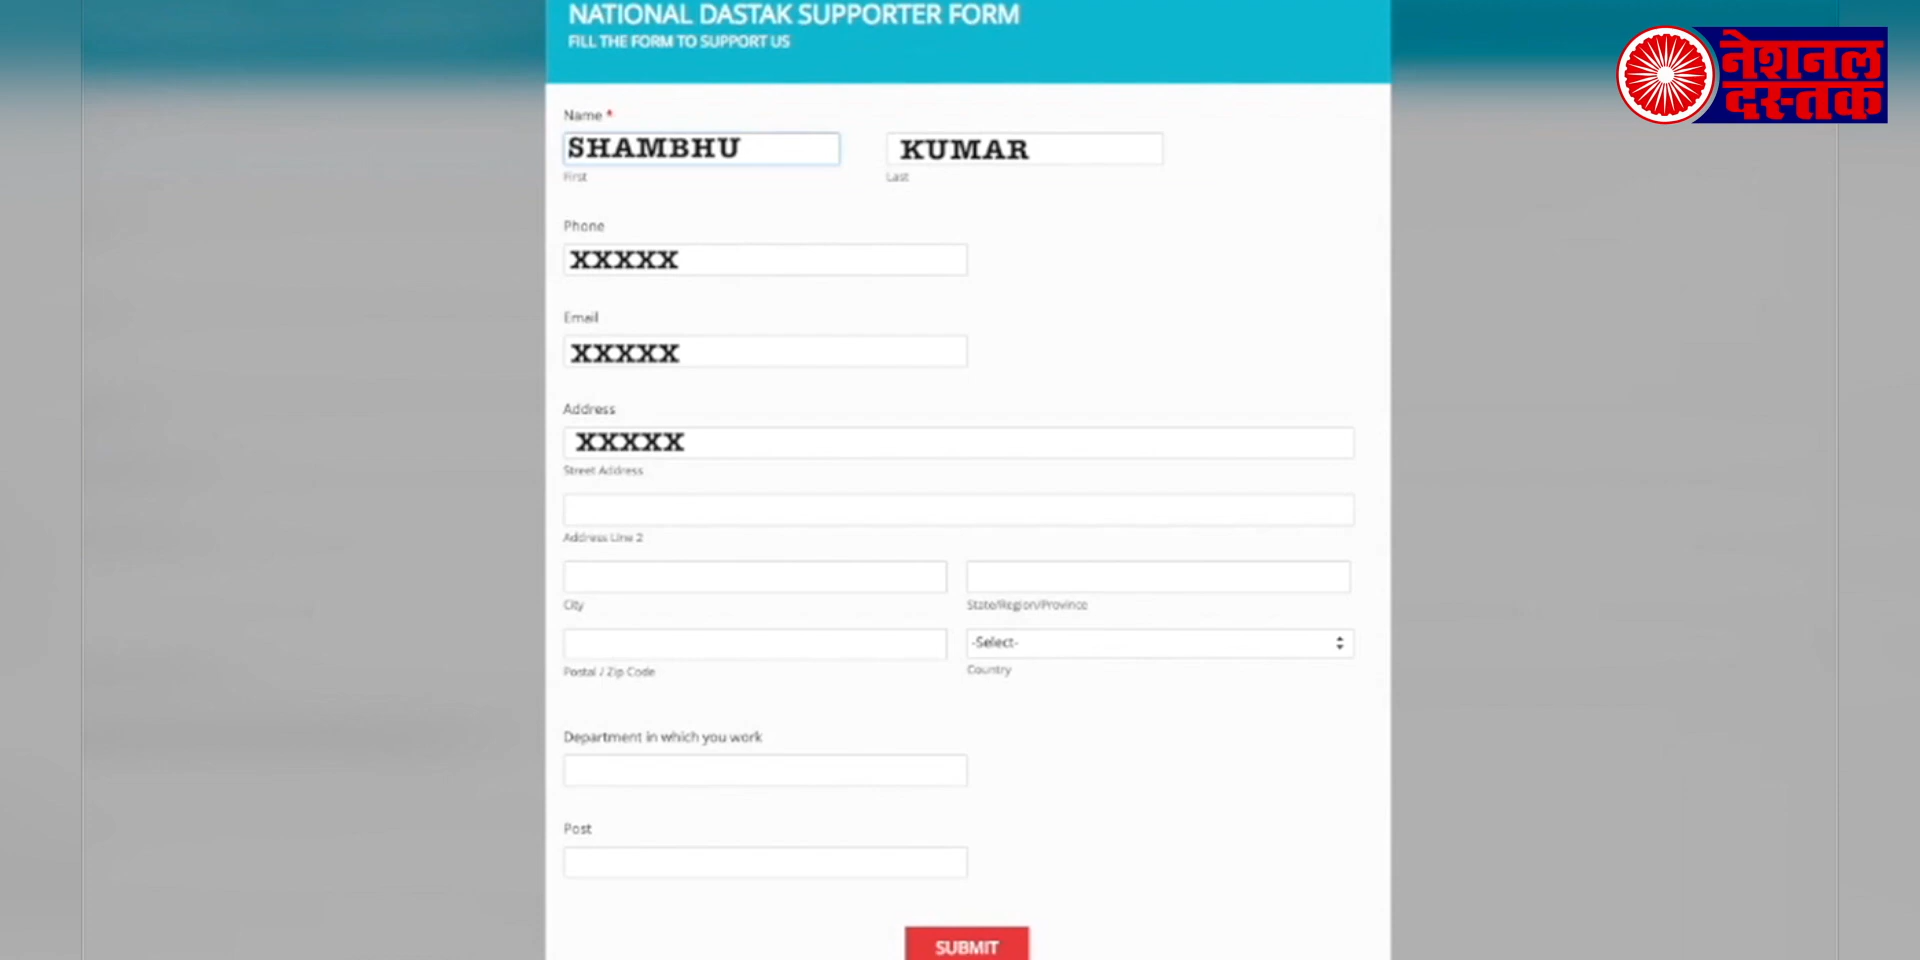 NATIONAL DASTAK SUPPORTER FORM
FILL THE FORM TO SUPPORT US
नेशनल
दस्तक
Name *
SHAMBHU KUMAR
First Last
Phone
XXXXX
Email
XXXXX
Address
XXXXX
Street Address
Address Line 2
City State/Region/Province
-Select-
Postal / Zip Code Country
Department in which you work
Post
SUBMIT